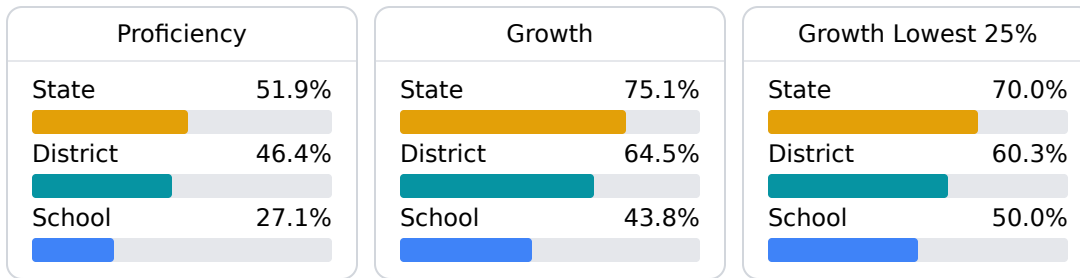 Proficiency
State 51.9%
District 46.4%
School 27.1%
Growth
State 75.1%
District 64.5%
School 43.8%
Growth Lowest 25%
State 70.0%
District 60.3%
School 50.0%